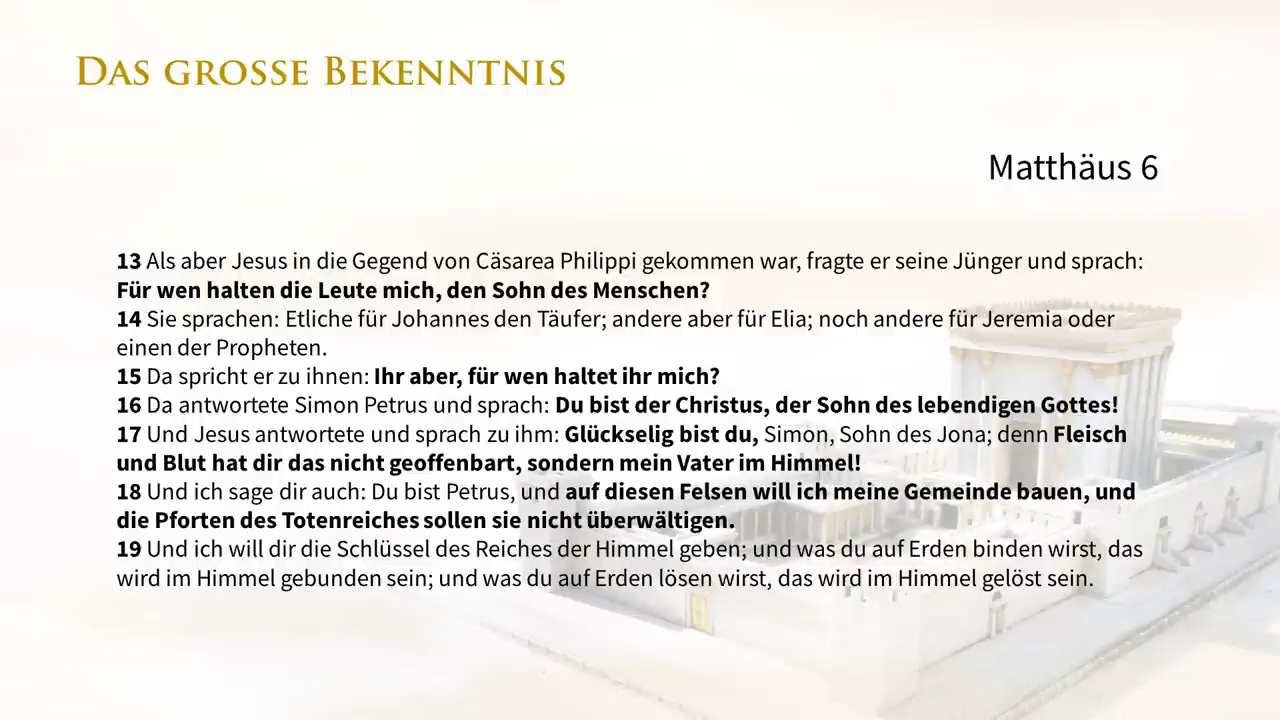 Das grosse Bekenntnis
Matthäus 6
13 Als aber Jesus in die Gegend von Cäsarea Philippi gekommen war, fragte er seine Jünger und sprach:
Für wen halten die Leute mich, den Sohn des Menschen?
14 Sie sprachen: Etliche für Johannes den Täufer; andere aber für Elia; noch andere für Jeremia oder
einen der Propheten.
15 Da spricht er zu ihnen: Ihr aber, für wen haltet ihr mich?
16 Da antwortete Simon Petrus und sprach: Du bist der Christus, der Sohn des lebendigen Gottes!
17 Und Jesus antwortete und sprach zu ihm: Glückselig bist du, Simon, Sohn des Jona; denn Fleisch
und Blut hat dir das nicht geoffenbart, sondern mein Vater im Himmel!
18 Und ich sage dir auch: Du bist Petrus, und auf diesen Felsen will ich meine Gemeinde bauen, und
die Pforten des Totenreiches sollen sie nicht überwältigen.
19 Und ich will dir die Schlüssel des Reiches der Himmel geben; und was du auf Erden binden wirst, das
wird im Himmel gebunden sein; und was du auf Erden lösen wirst, das wird im Himmel gelöst sein.